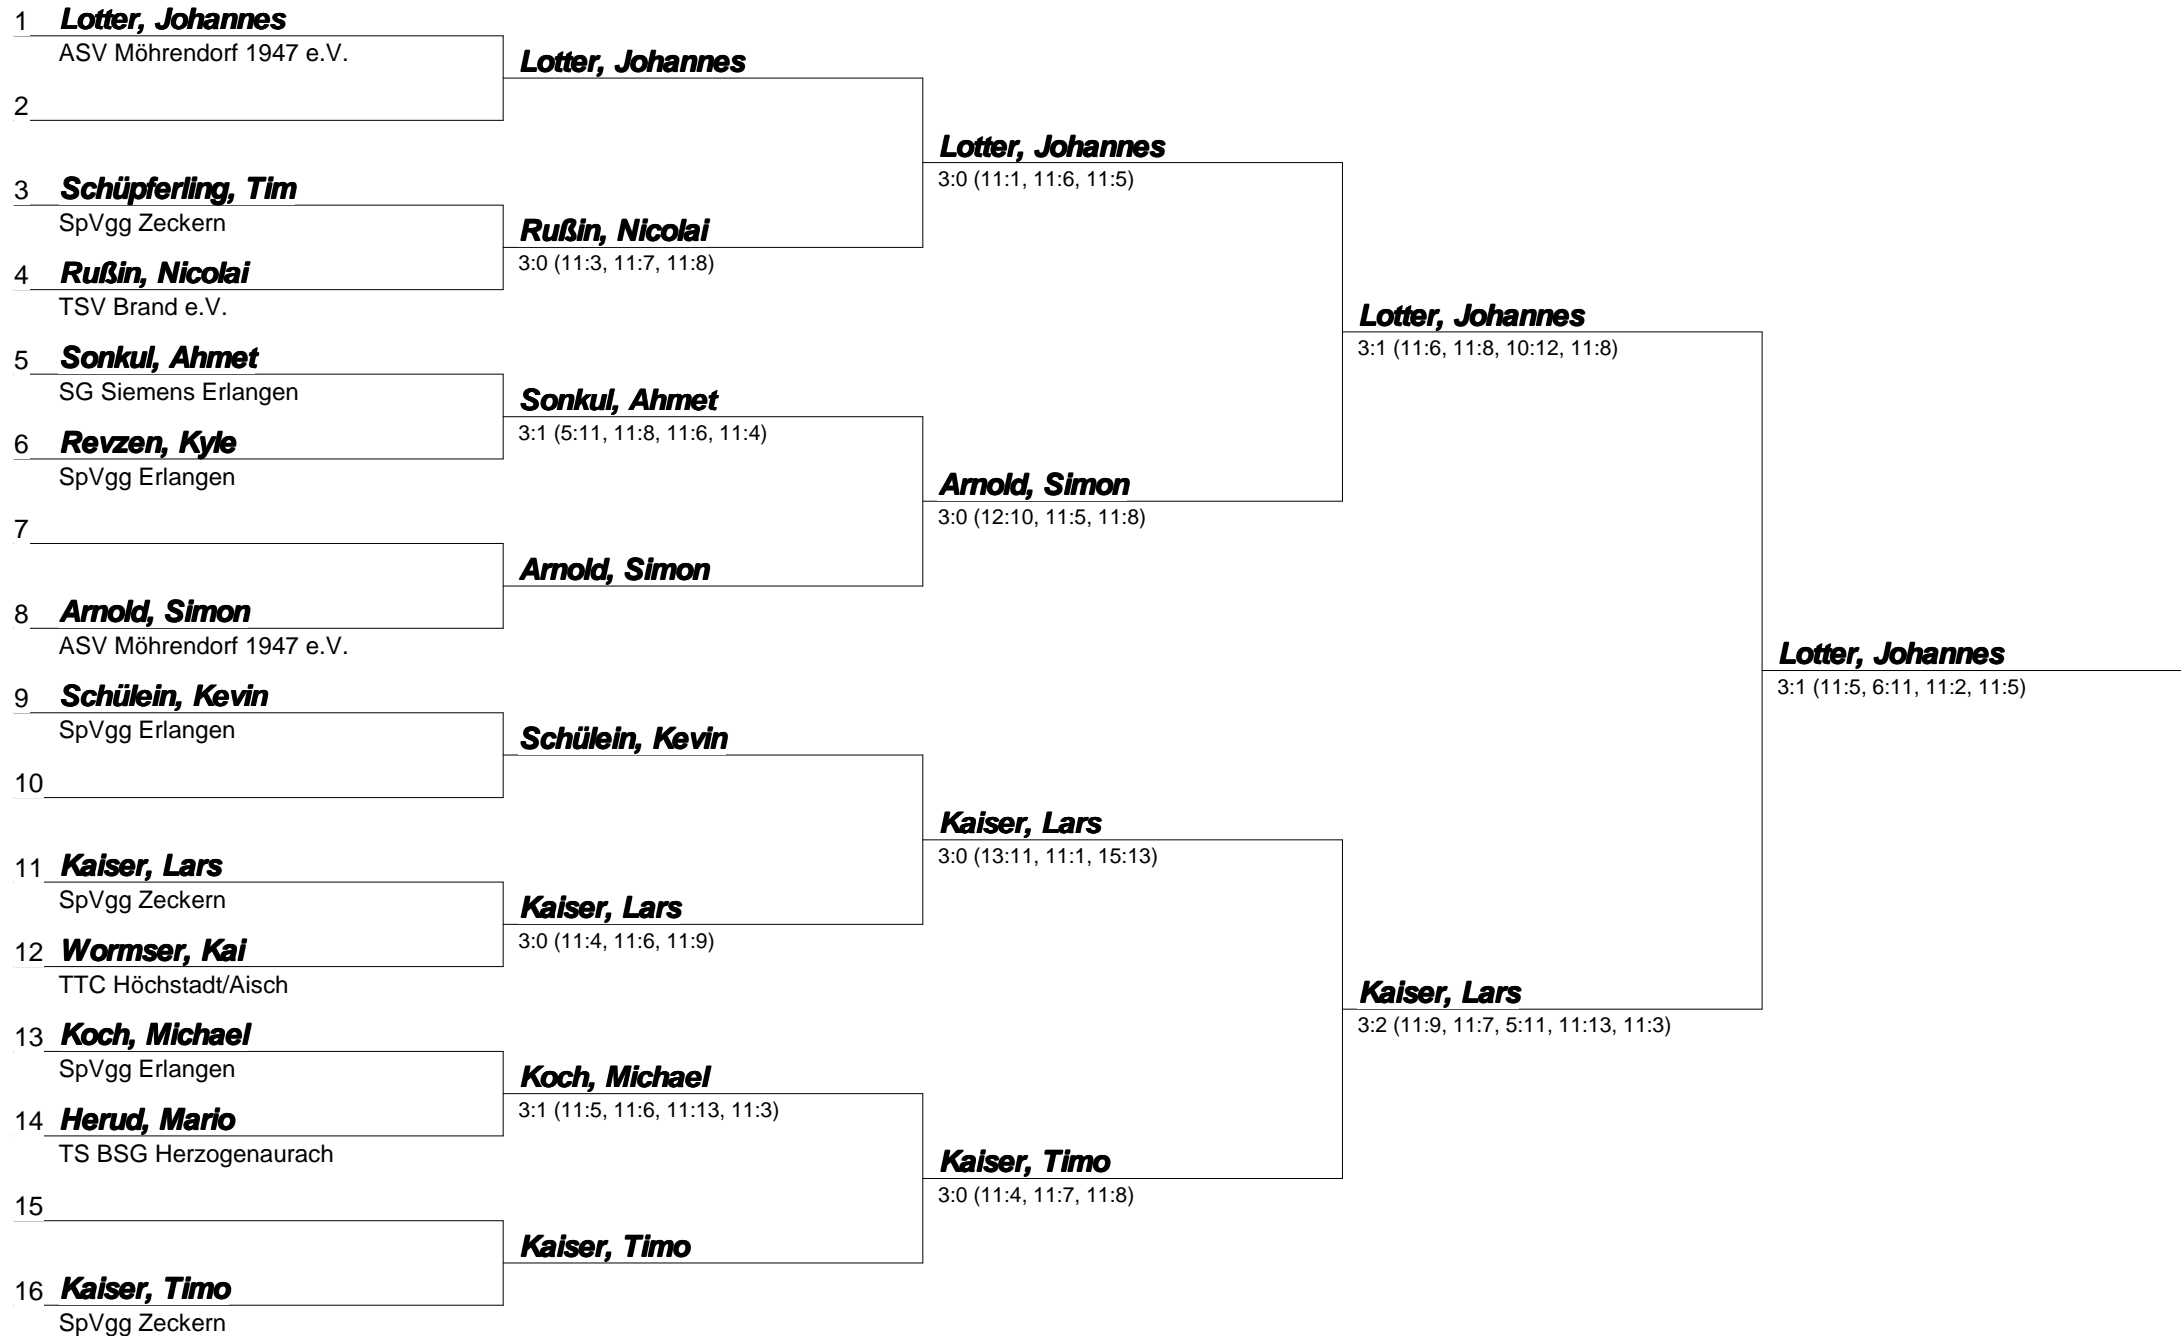 1 Lotter, Johannes
ASV Möhrendorf 1947 e.V.
Lotter, Johannes
2
Lotter, Johannes
3:0 (11:1, 11:6, 11:5)
3 Schüpferling, Tim
SpVgg Zeckern
Rußin, Nicolai
3:0 (11:3, 11:7, 11:8)
4 Rußin, Nicolai
TSV Brand e.V.
Lotter, Johannes
3:1 (11:6, 11:8, 10:12, 11:8)
5 Sonkul, Ahmet
SG Siemens Erlangen
Sonkul, Ahmet
3:1 (5:11, 11:8, 11:6, 11:4)
6 Revzen, Kyle
SpVgg Erlangen
Arnold, Simon
3:0 (12:10, 11:5, 11:8)
7
Arnold, Simon
8 Arnold, Simon
ASV Möhrendorf 1947 e.V.
Lotter, Johannes
3:1 (11:5, 6:11, 11:2, 11:5)
9 Schülein, Kevin
SpVgg Erlangen
Schülein, Kevin
10
Kaiser, Lars
3:0 (13:11, 11:1, 15:13)
11 Kaiser, Lars
SpVgg Zeckern
Kaiser, Lars
3:0 (11:4, 11:6, 11:9)
12 Wormser, Kai
TTC Höchstadt/Aisch
Kaiser, Lars
3:2 (11:9, 11:7, 5:11, 11:13, 11:3)
13 Koch, Michael
SpVgg Erlangen
Koch, Michael
3:1 (11:5, 11:6, 11:13, 11:3)
14 Herud, Mario
TS BSG Herzogenaurach
Kaiser, Timo
3:0 (11:4, 11:7, 11:8)
15
Kaiser, Timo
16 Kaiser, Timo
SpVgg Zeckern